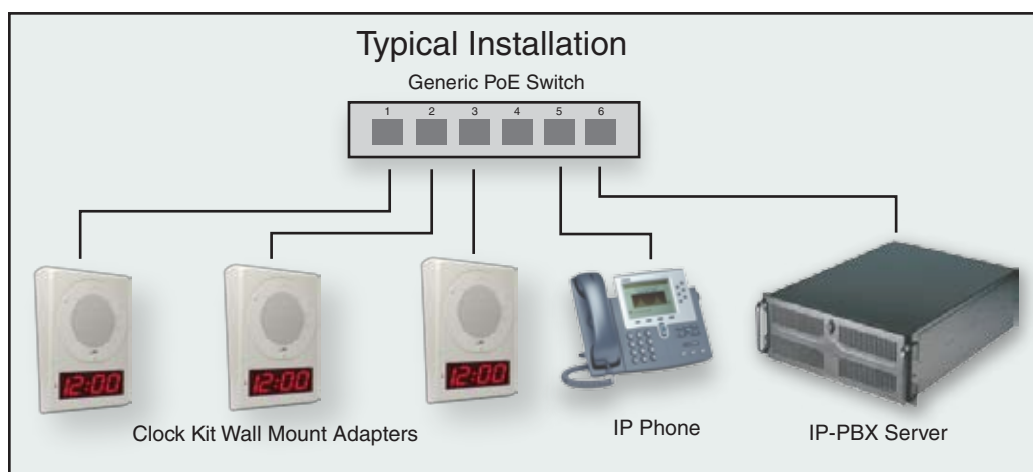 Typical Installation
Generic PoE Switch
1 2 3 4 5 6
12:00
12:00
12:00
Clock Kit Wall Mount Adapters
IP Phone
IP-PBX Server